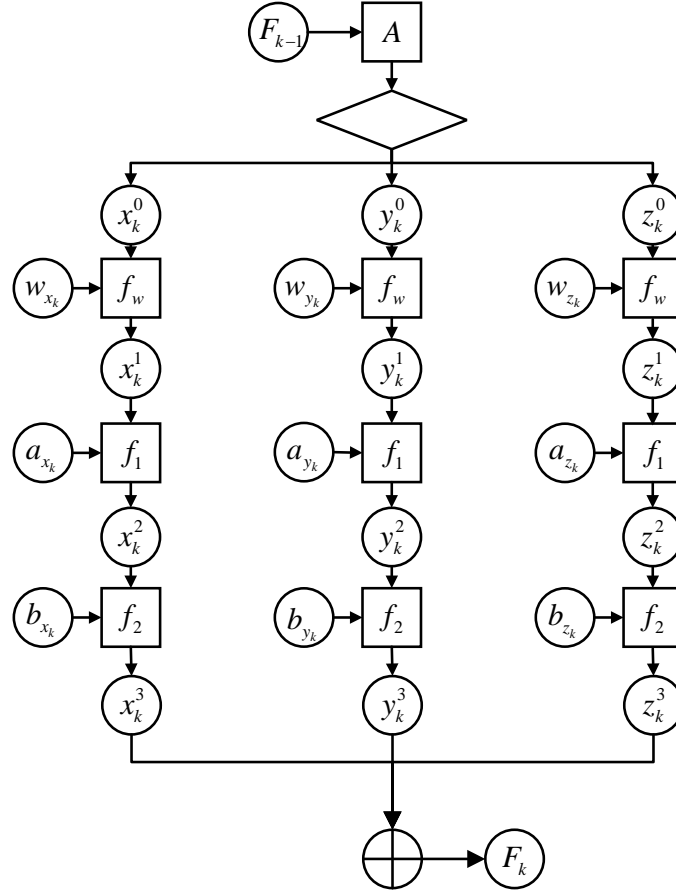 F_{k-1} A
x_k^0 y_k^0 z_k^0
w_{x_k} f_w w_{y_k} f_w w_{z_k} f_w
x_k^1 y_k^1 z_k^1
a_{x_k} f_1 a_{y_k} f_1 a_{z_k} f_1
x_k^2 y_k^2 z_k^2
b_{x_k} f_2 b_{y_k} f_2 b_{z_k} f_2
x_k^3 y_k^3 z_k^3
F_k